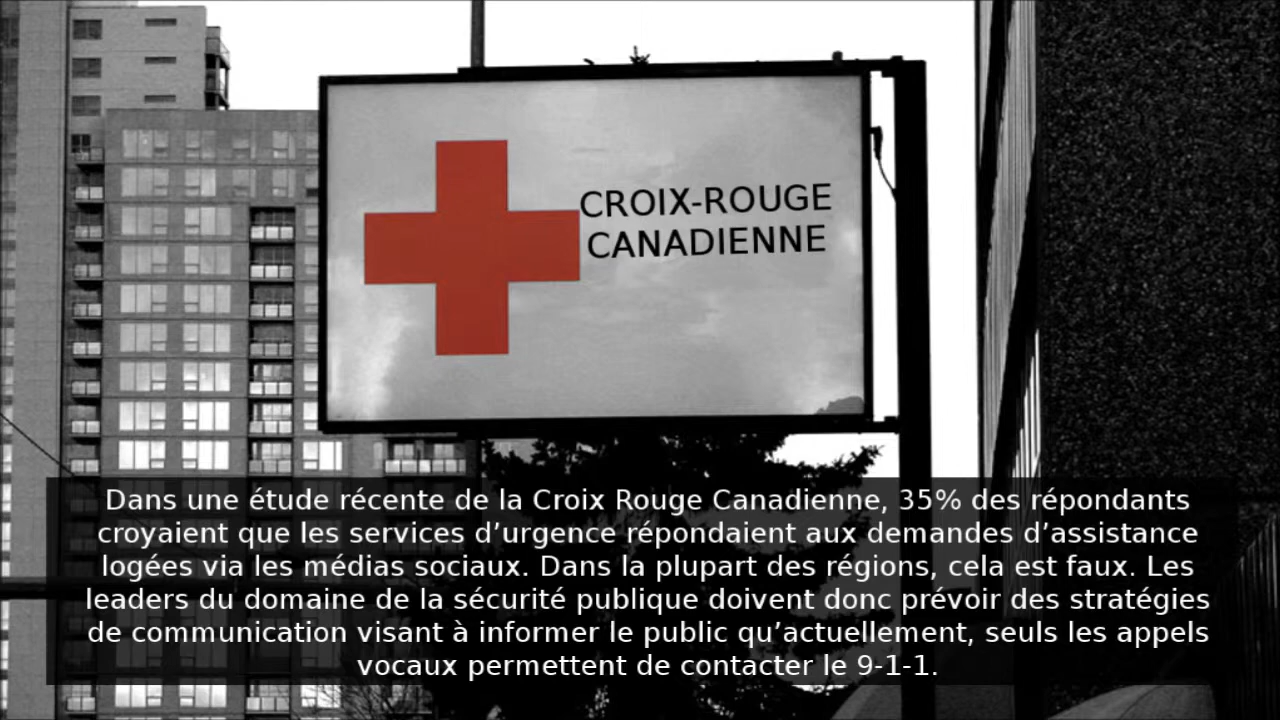 CROIX-ROUGE
CANADIENNE
Dans une étude récente de la Croix Rouge Canadienne, 35% des répondants
croyaient que les services d’urgence répondaient aux demandes d’assistance
logées via les médias sociaux. Dans la plupart des régions, cela est faux. Les
leaders du domaine de la sécurité publique doivent donc prévoir des stratégies
de communication visant à informer le public qu’actuellement, seuls les appels
vocaux permettent de contacter le 9-1-1.